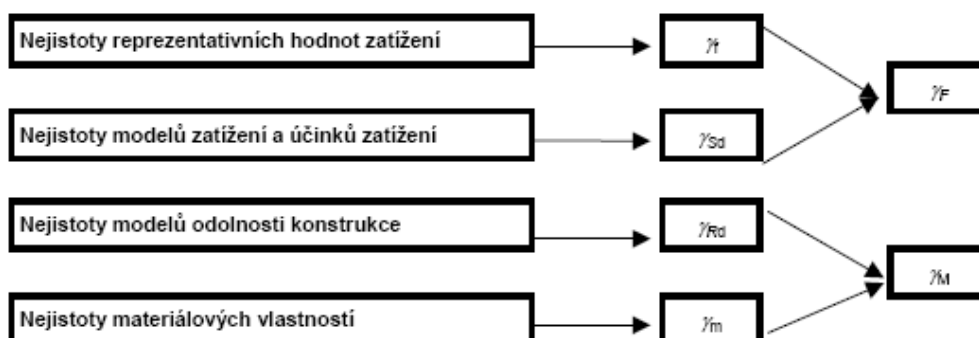 Nejistoty reprezentativních hodnot zatížení
γf
γF
Nejistoty modelů zatížení a účinků zatížení
γSd
Nejistoty modelů odolnosti konstrukce
γRd
γM
Nejistoty materiálových vlastností
γm